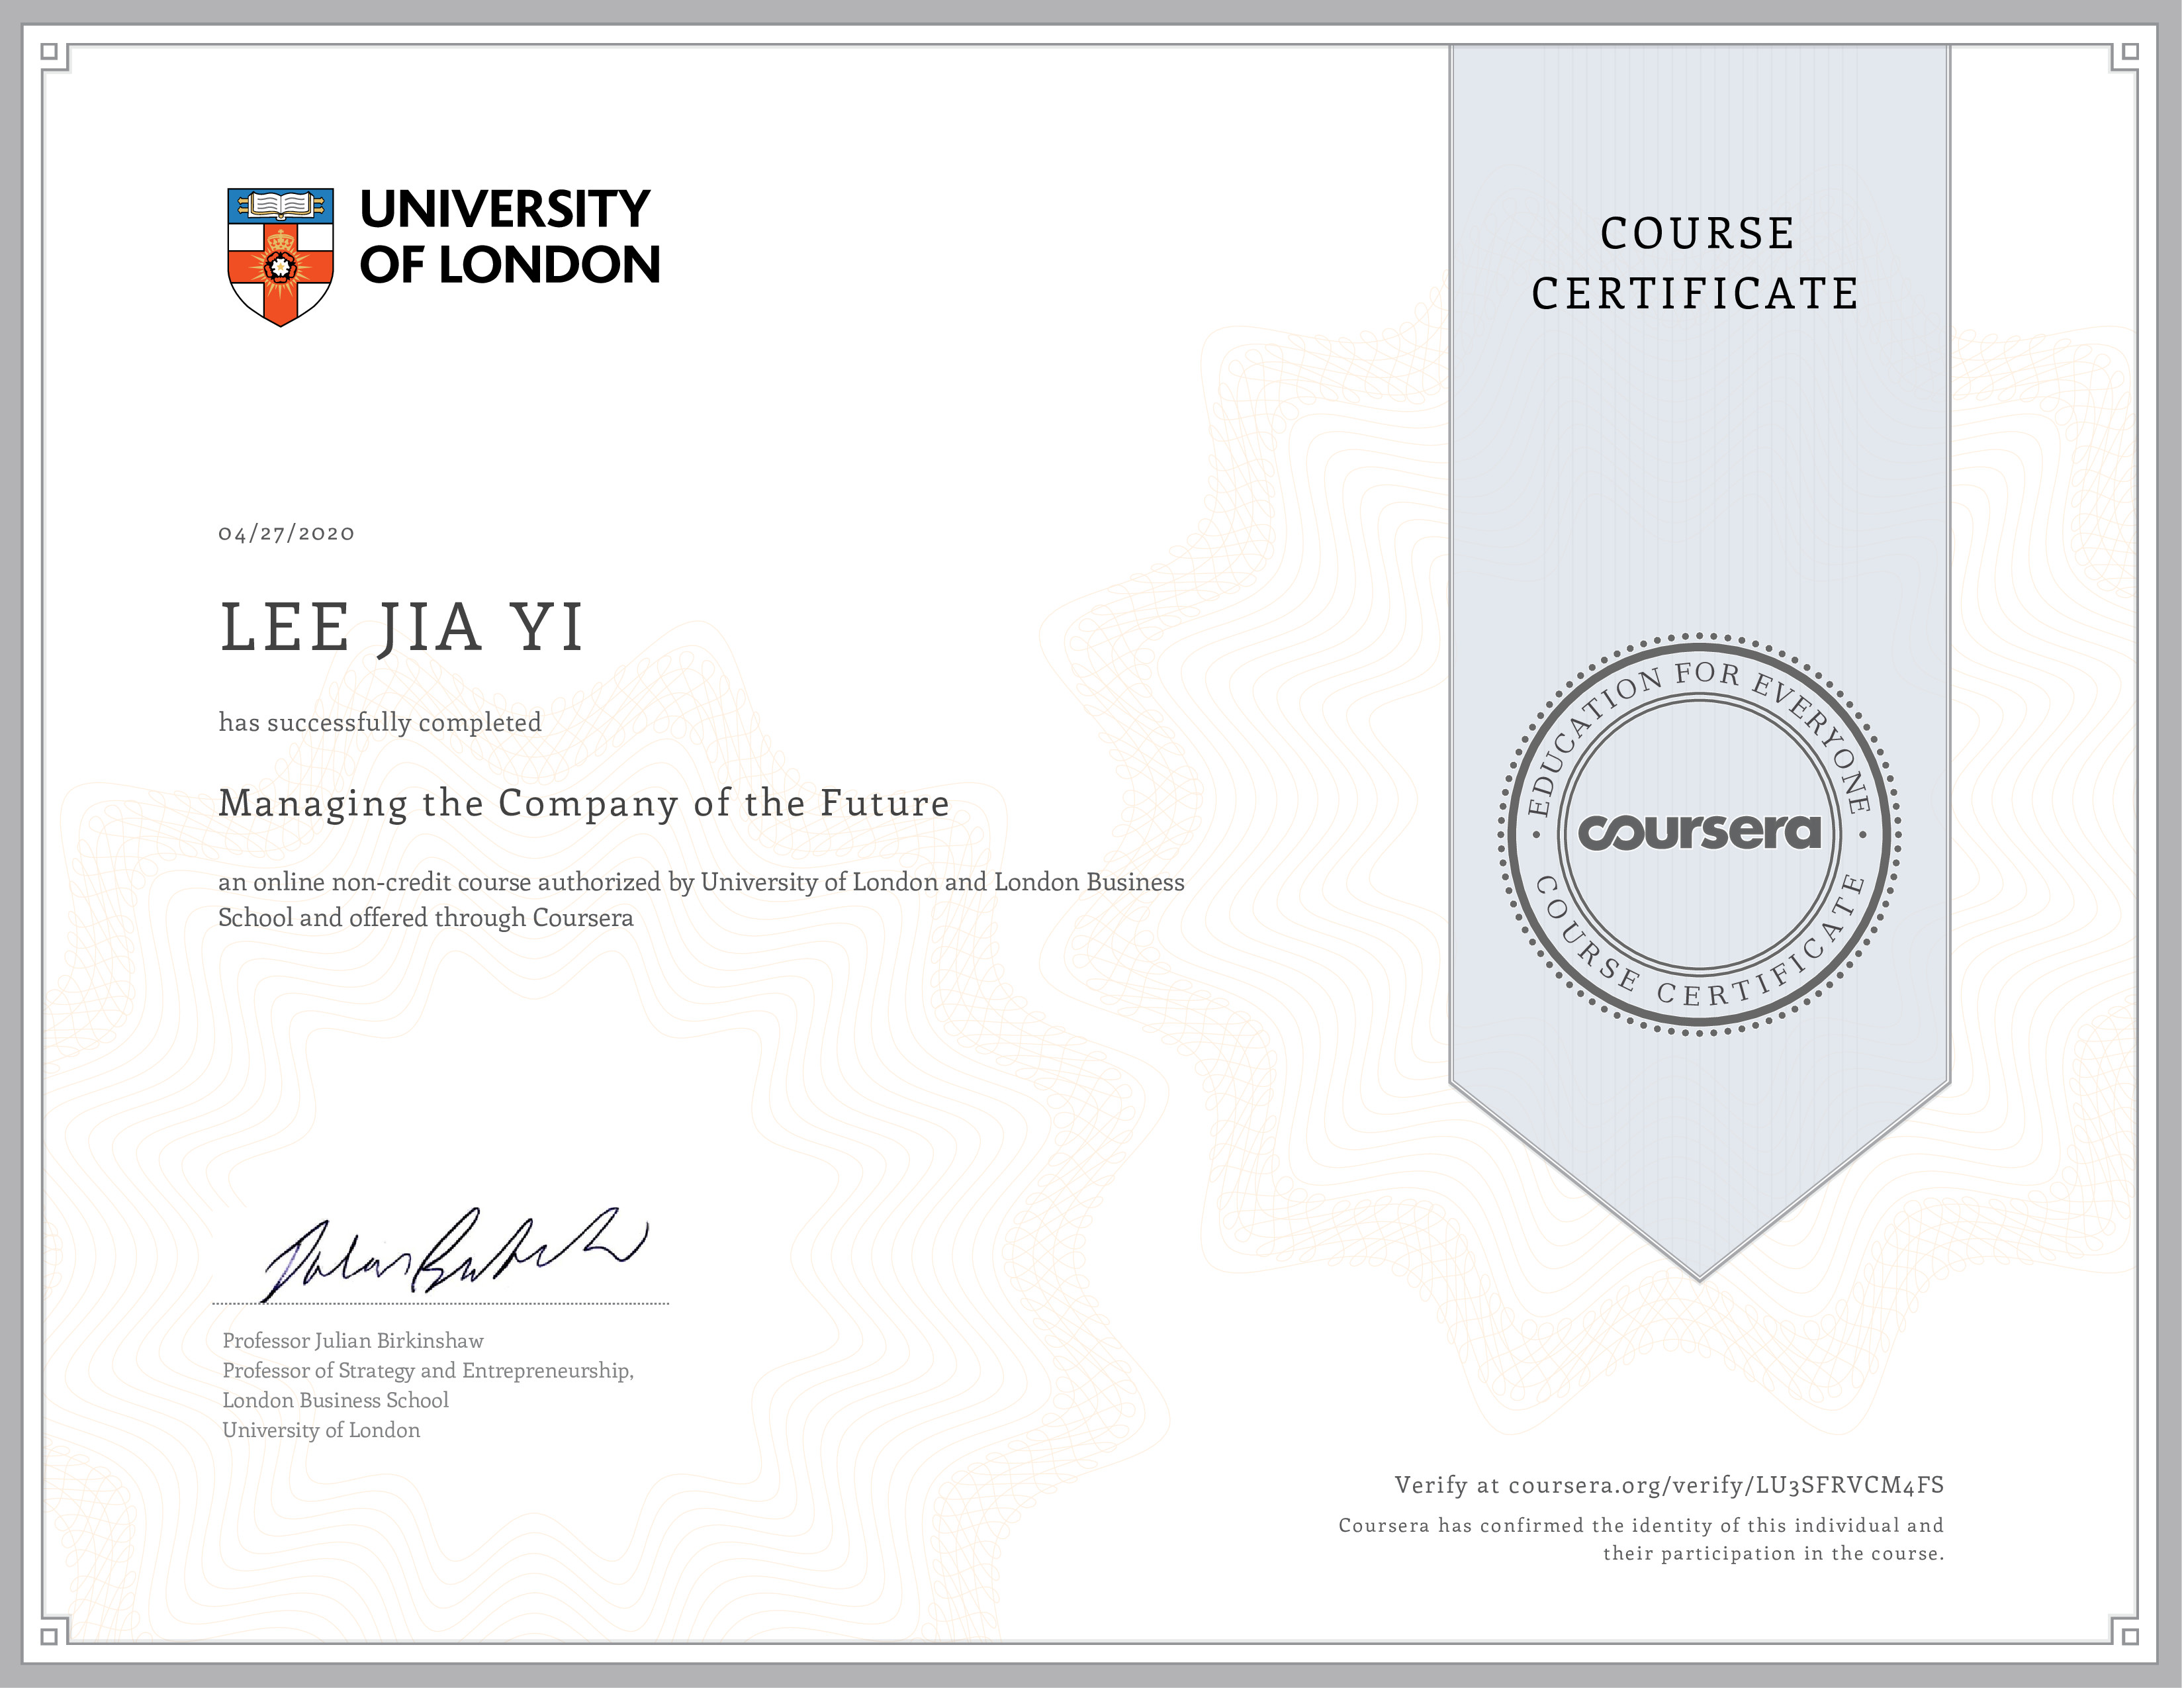 UNIVERSITY
OF LONDON
COURSE
CERTIFICATE
04/27/2020
LEE JIA YI
has successfully completed
Managing the Company of the Future
an online non-credit course authorized by University of London and London Business
School and offered through Coursera
EDUCATION FOR EVERYONE
coursera
COURSE CERTIFICATE
Professor Julian Birkinshaw
Professor of Strategy and Entrepreneurship,
London Business School
University of London
Verify at coursera.org/verify/LU3SFRVCM4FS
Coursera has confirmed the identity of this individual and
their participation in the course.